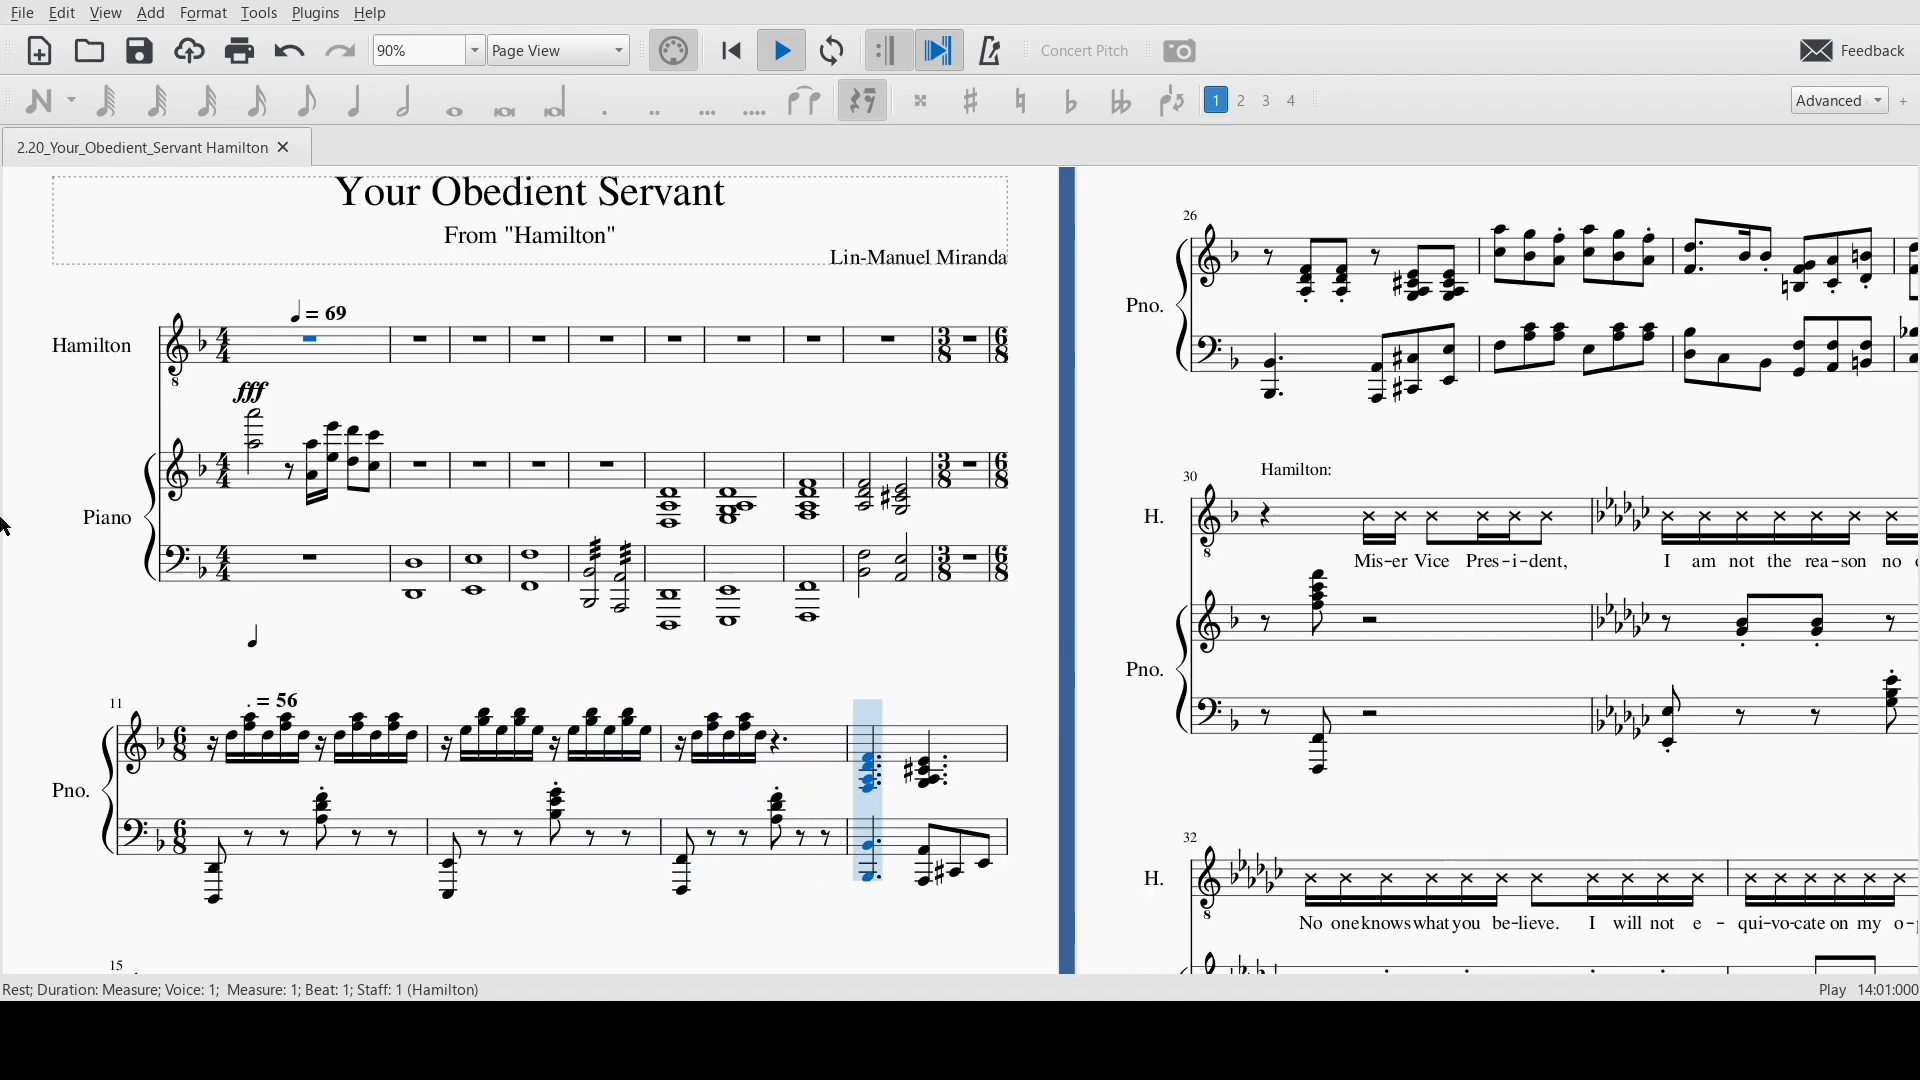 File Edit View Add Format Tools Plugins Help
90% Page View Concert Pitch Feedback
1 2 3 4 Advanced +
2.20_Your_Obedient_Servant Hamilton
Your Obedient Servant
From "Hamilton"
Lin-Manuel Miranda
= 69
Hamilton
fff
Piano
11
. = 56
Pno.
15
26
Pno.
Hamilton:
30
H.
Mis-er Vice Pres-i-dent, I am not the rea-son no
Pno.
32
H.
No one knows what you be-lieve. I will not e - qui-vo-cate on my o-
Rest; Duration: Measure; Voice: 1; Measure: 1; Beat: 1; Staff: 1 (Hamilton)
Play 14:01:000